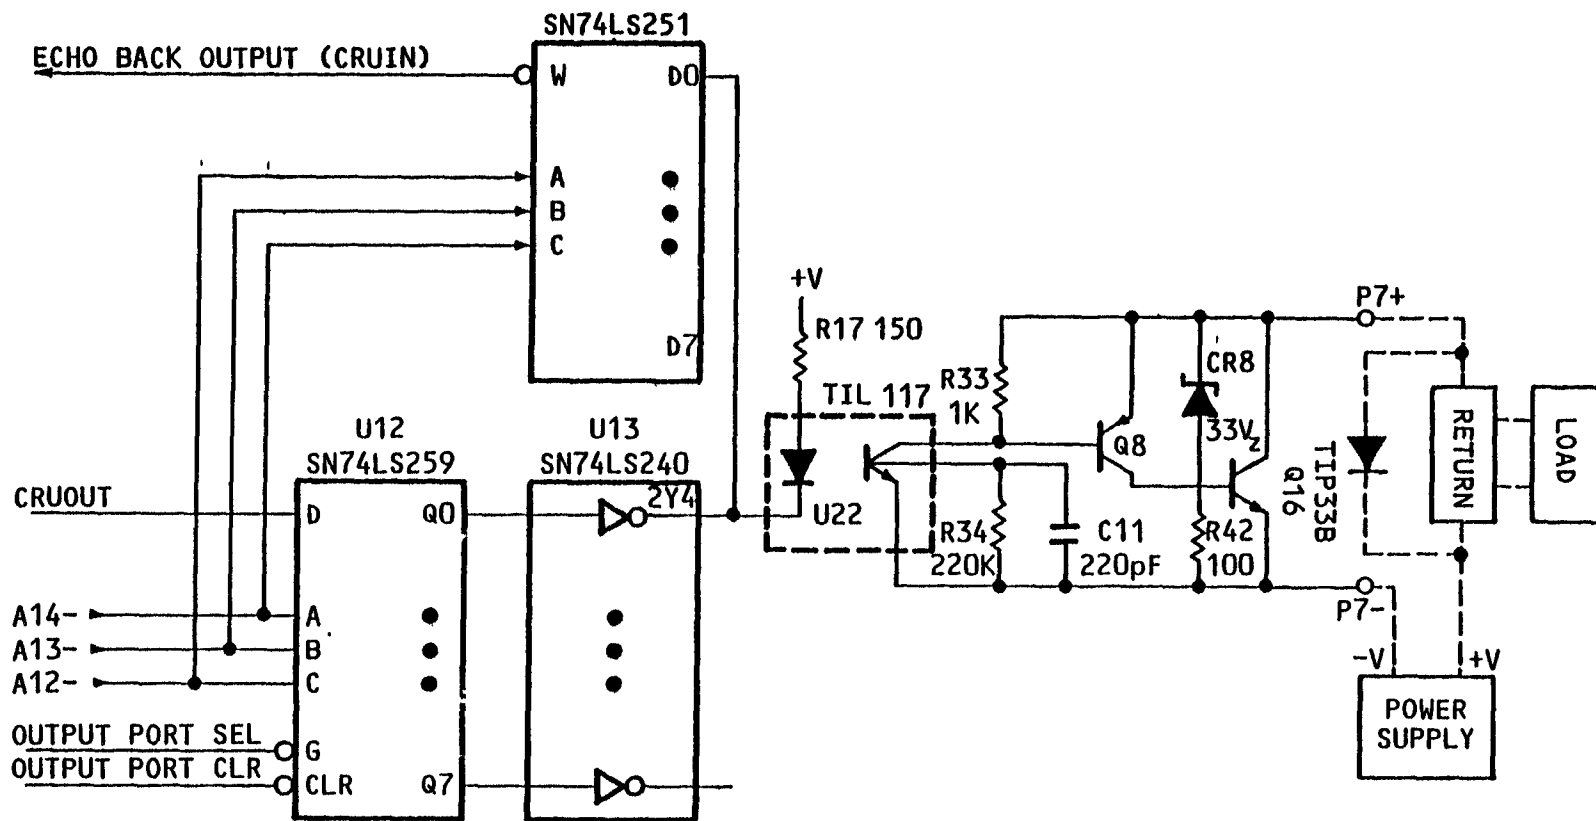 SN74LS251
ECHO BACK OUTPUT (CRUIN)
W
D0
A
B
C
D7
+V
R17 150
TIL 117
U22
R33
1K
R34
220K
C11
220pF
Q8
CR8
33Vz
R42
100
TIP33B
Q16
P7+
P7-
RETURN
LOAD
-V
+V
POWER
SUPPLY
U12
SN74LS259
U13
SN74LS240
2Y4
CRUOUT
D
Q0
A14-
A
A13-
B
A12-
C
OUTPUT PORT SEL
G
OUTPUT PORT CLR
CLR
Q7